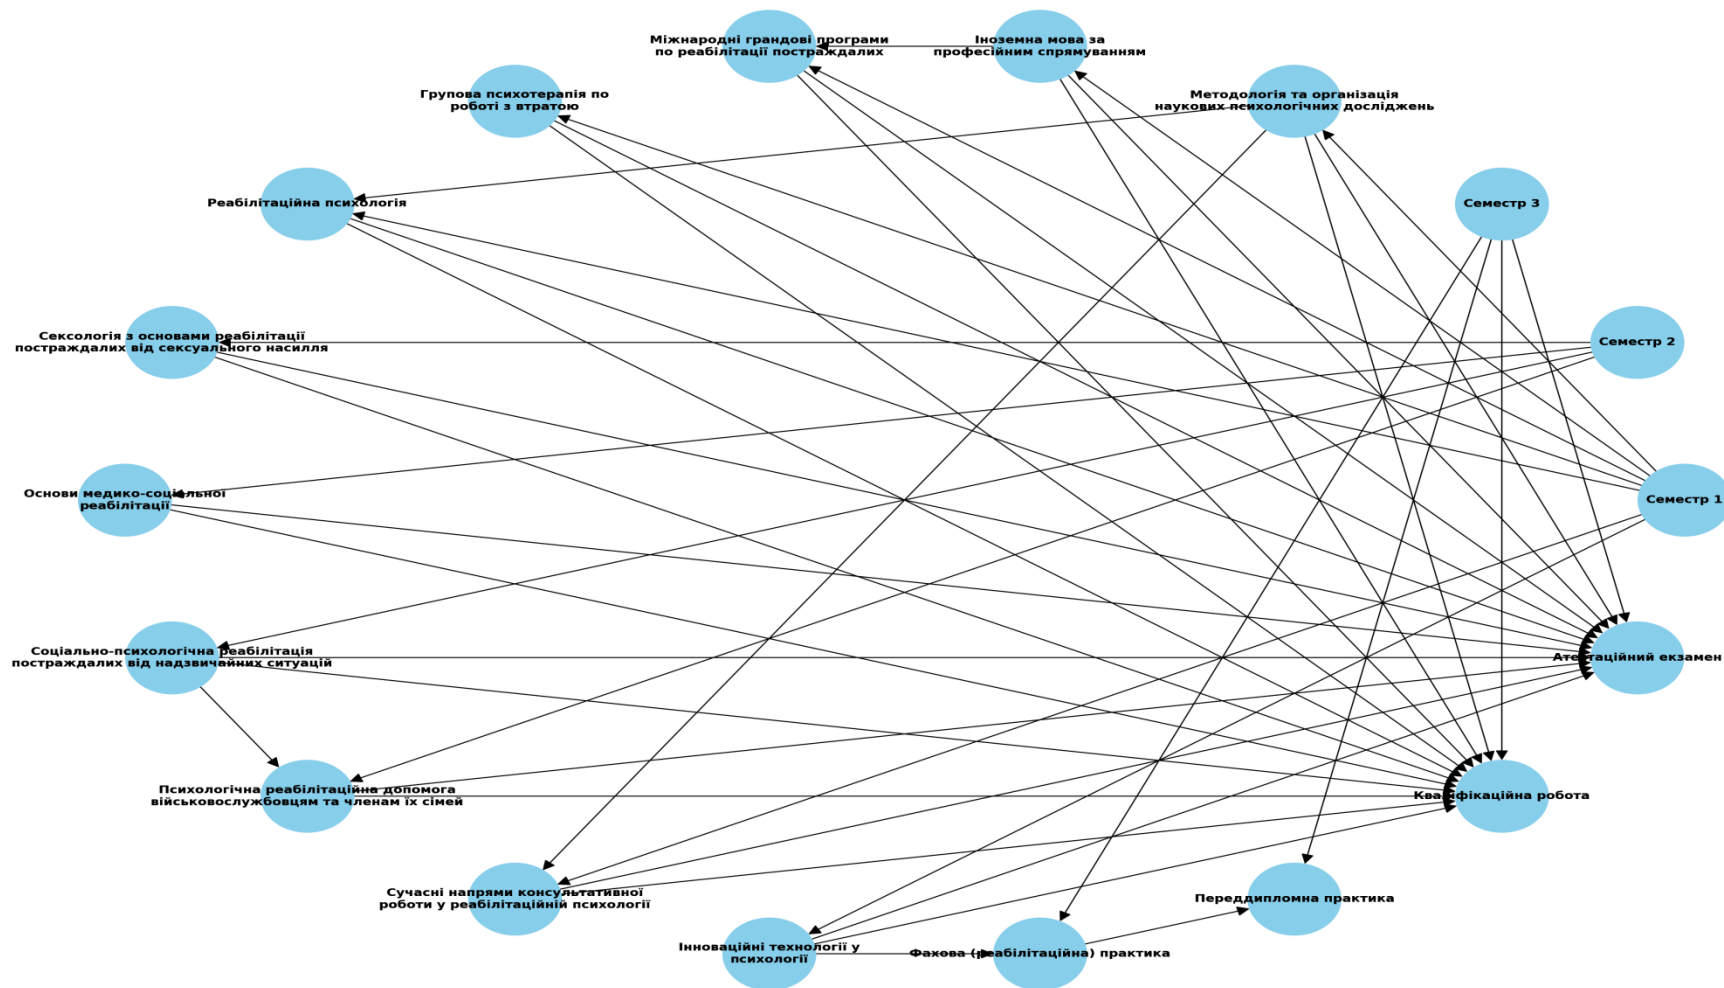 Міжнародні грандові програми
по реабілітації постраждалих
Іноземна мова за
професійним спрямуванням
Групова психотерапія по
роботі з втратою
Методологія та організація
наукових психологічних досліджень
Реабілітаційна психологія
Семестр 3
Сексологія з основами реабілітації
постраждалих від сексуального насилля
Семестр 2
Основи медико-соціальної
реабілітації
Семестр 1
Соціально-психологічна реабілітація
постраждалих від надзвичайних ситуацій
Атестаційний екзамен
Психологічна реабілітаційна допомога
військовослужбовцям та членам їх сімей
Кваліфікаційна робота
Сучасні напрями консультативної
роботи у реабілітаційній психології
Переддипломна практика
Інноваційні технології у
психології
Фахова (реабілітаційна) практика